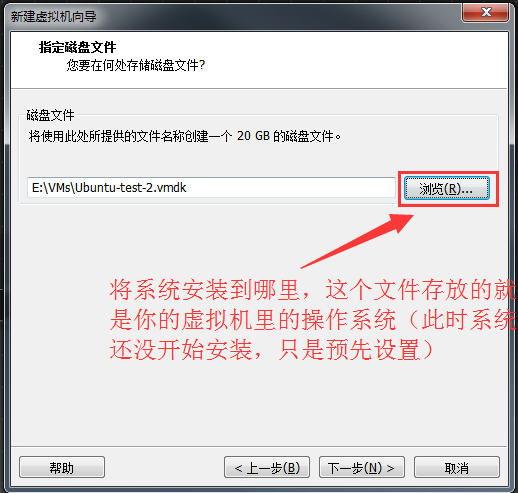 新建虚拟机向导
指定磁盘文件
您要在何处存储磁盘文件?
磁盘文件
将使用此处所提供的文件名称创建一个 20 GB 的磁盘文件。
E:\VMs\Ubuntu-test-2.vmdk
浏览(R)...
将系统安装到哪里，这个文件存放的就
是你的虚拟机里的操作系统（此时系统
还没开始安装，只是预先设置）
帮助
< 上一步(B)
下一步(N) >
取消